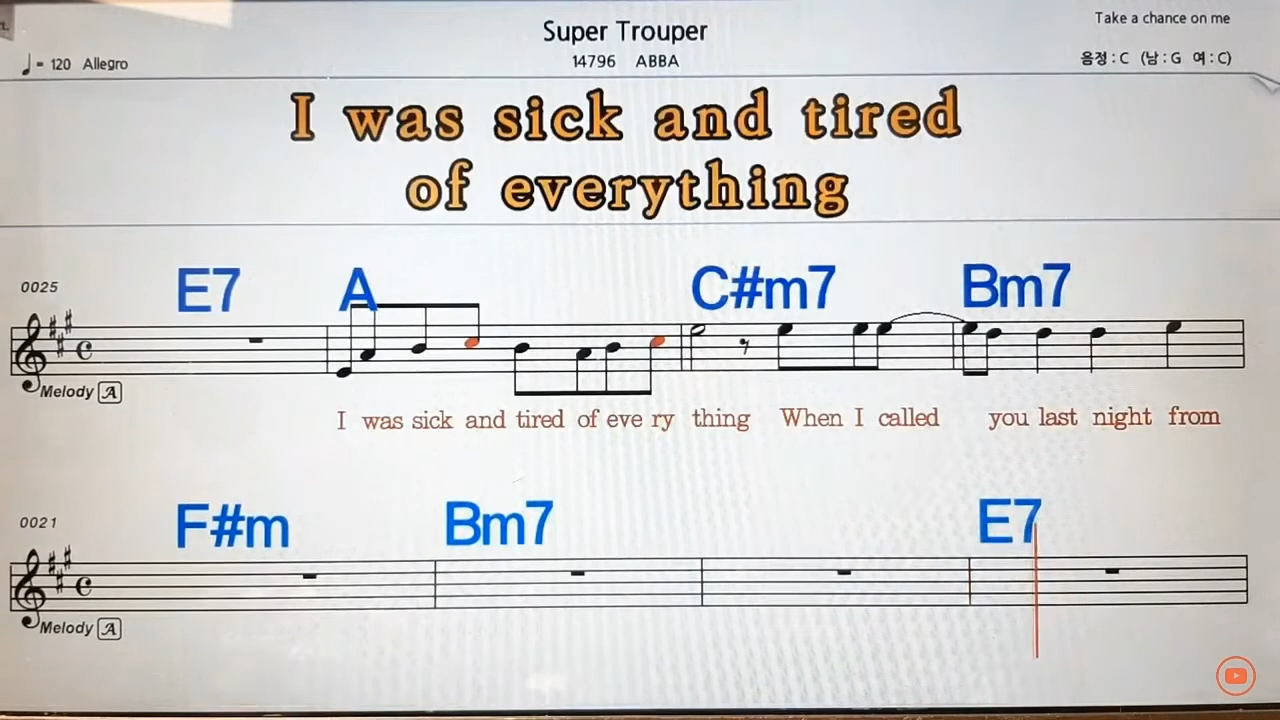 Super Trouper
Take a chance on me
♩ = 120 Allegro
14796 ABBA
음정 : C (남 : G 여 : C)
I was sick and tired
of everything
0025
E7 A C#m7 Bm7
Melody A
I was sick and tired of eve ry thing When I called you last night from
0021
F#m Bm7 E7
Melody A